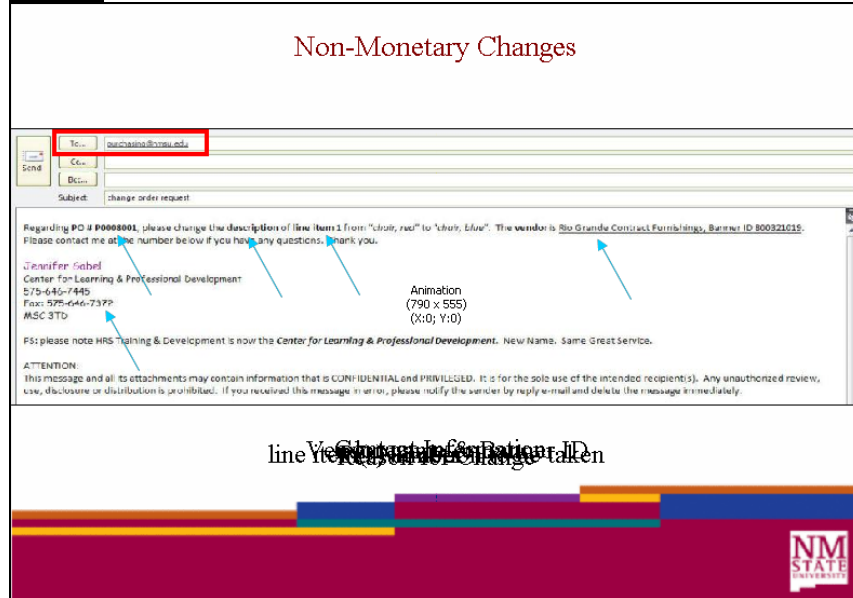 Non-Monetary Changes
Send
To...
purchasing@nmsu.edu
Cc...
Bcc...
Subject: change order request
Regarding PO # P0008001, please change the description of line item 1 from "chair, red" to "chair, blue". The vendor is Rio Grande Contract Furnishings, Banner ID 800321019.
Please contact me at the number below if you have any questions. Thank you.
Jennifer Gabel
Center for Learning & Professional Development
575-646-7445
Fax: 575-646-7372
MSC 3TD
Animation
(790 x 555)
(X:0; Y:0)
PS: please note HRS Training & Development is now the Center for Learning & Professional Development. New Name. Same Great Service.
ATTENTION:
This message and all its attachments may contain information that is CONFIDENTIAL and PRIVILEGED. It is for the sole use of the intended recipient(s). Any unauthorized review,
use, disclosure or distribution is prohibited. If you received this message in error, please notify the sender by reply e-mail and delete the message immediately.
Contact Information
Reason for Change
NM
STATE
UNIVERSITY